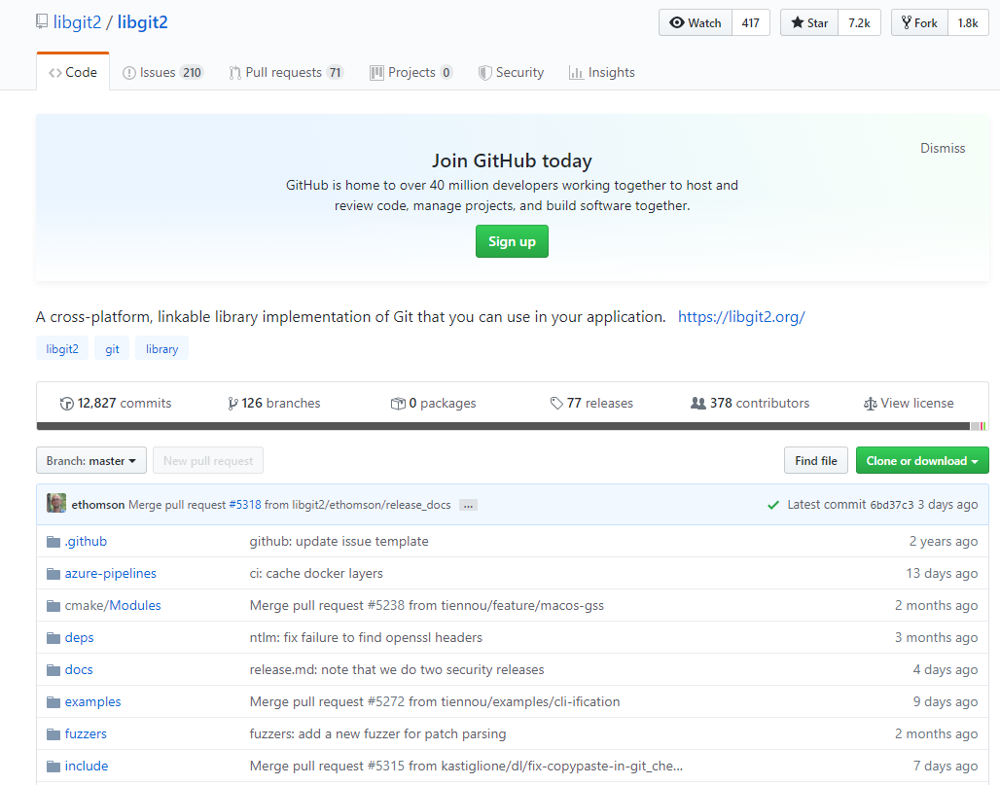 libgit2 / libgit2
Watch 417 Star 7.2k Fork 1.8k
Code Issues 210 Pull requests 71 Projects 0 Security Insights
Join GitHub today
Dismiss
GitHub is home to over 40 million developers working together to host and
review code, manage projects, and build software together.
Sign up
A cross-platform, linkable library implementation of Git that you can use in your application. https://libgit2.org/
libgit2 git library
12,827 commits 126 branches 0 packages 77 releases 378 contributors View license
Branch: master New pull request Find file Clone or download
ethomson Merge pull request #5318 from libgit2/ethomson/release_docs ... Latest commit 6bd37c3 3 days ago
.github github: update issue template 2 years ago
azure-pipelines ci: cache docker layers 13 days ago
cmake/Modules Merge pull request #5238 from tiennou/feature/macos-gss 2 months ago
deps ntlm: fix failure to find openssl headers 3 months ago
docs release.md: note that we do two security releases 4 days ago
examples Merge pull request #5272 from tiennou/examples/cli-ification 9 days ago
fuzzers fuzzers: add a new fuzzer for patch parsing 2 months ago
include Merge pull request #5315 from kastiglione/dl/fix-copypaste-in-git_che... 7 days ago